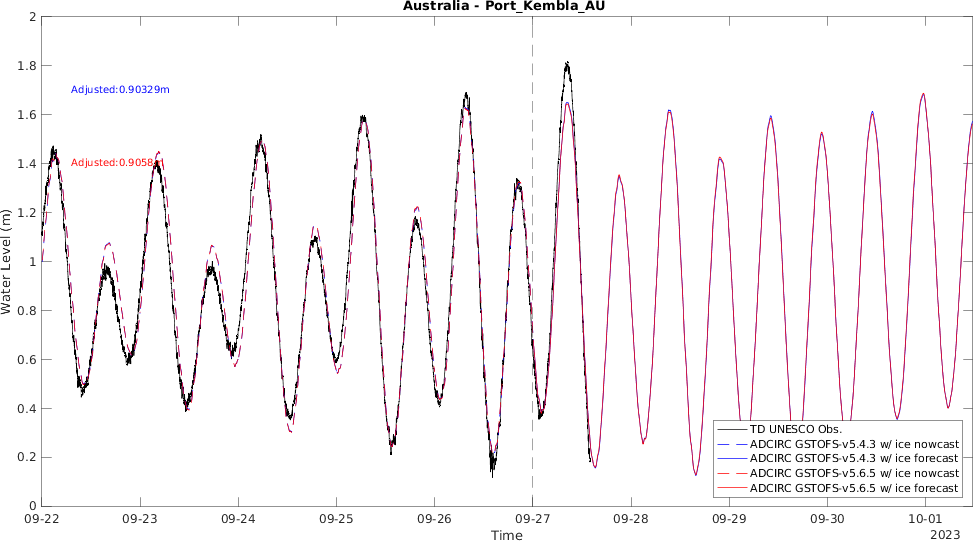 Australia - Port_Kembla_AU
2
1.8
1.6
1.4
1.2
1
0.8
0.6
0.4
0.2
0
Water Level (m)
Adjusted:0.90329m
TD UNESCO Obs.
ADCIRC GSTOFS-v5.4.3 w/ ice nowcast
ADCIRC GSTOFS-v5.4.3 w/ ice forecast
ADCIRC GSTOFS-v5.6.5 w/ ice nowcast
ADCIRC GSTOFS-v5.6.5 w/ ice forecast
09-22 09-23 09-24 09-25 09-26 09-27 09-28 09-29 09-30 10-01
Time
2023